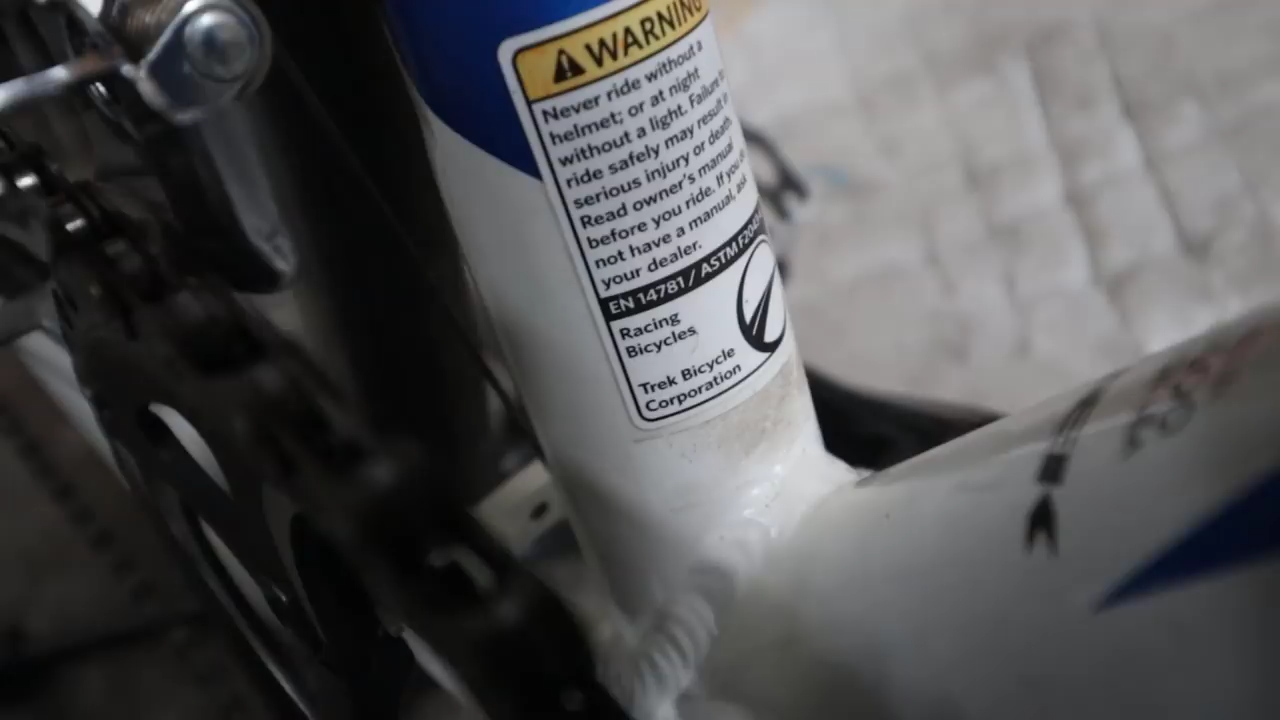 WARNING
Never ride without a
helmet; or at night
without a light. Failure to
ride safely may result in
serious injury or death.
Read owner's manual
before you ride. If you do
not have a manual, ask
your dealer.
EN 14781 / ASTM
Racing
Bicycles
Trek Bicycle
Corporation